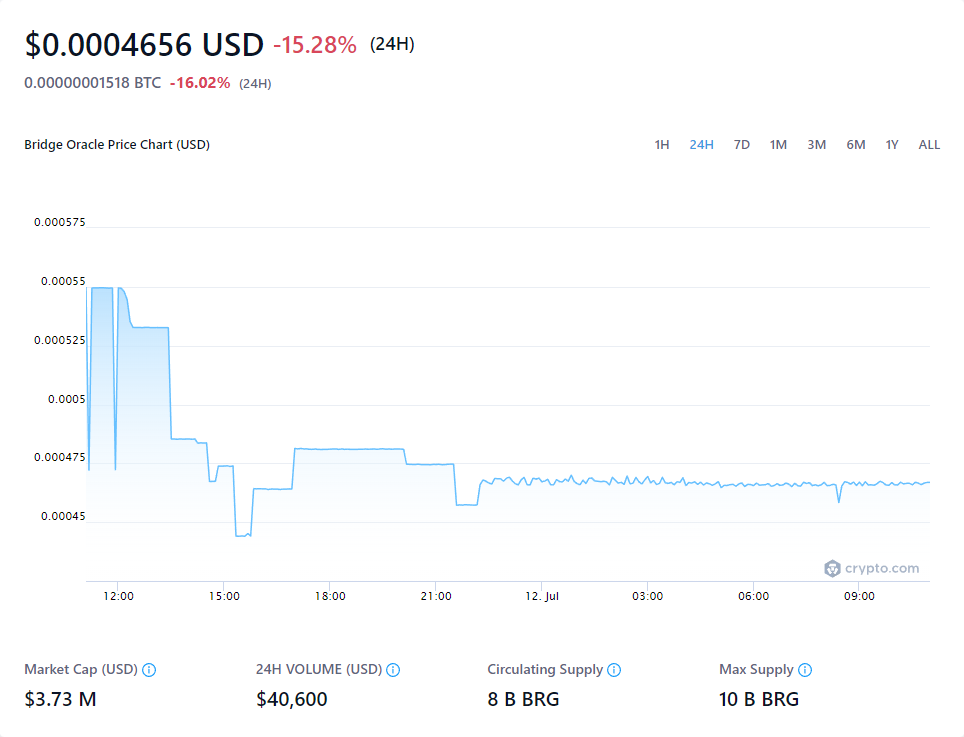 $0.0004656 USD -15.28% (24H)
0.00000001518 BTC -16.02% (24H)
Bridge Oracle Price Chart (USD) 1H 24H 7D 1M 3M 6M 1Y ALL
0.000575
0.00055
0.000525
0.0005
0.000475
0.00045
crypto.com
12:00 15:00 18:00 21:00 12. Jul 03:00 06:00 09:00
Market Cap (USD) 24H VOLUME (USD) Circulating Supply Max Supply
$3.73 M $40,600 8 B BRG 10 B BRG